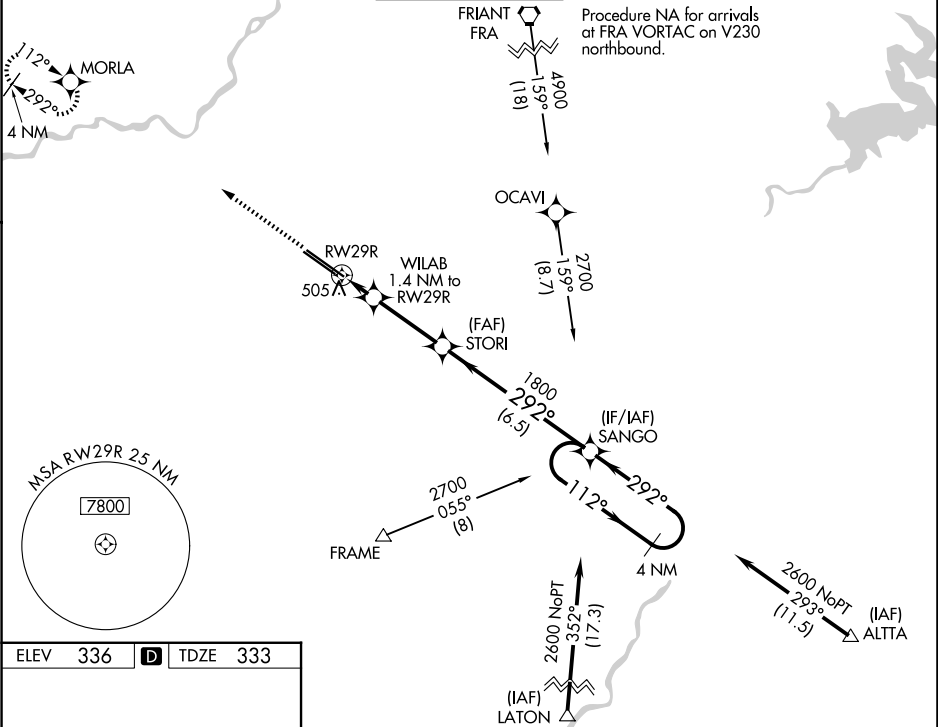 FRIANT
FRA
Procedure NA for arrivals
at FRA VORTAC on V230
northbound.
4900
159°
(18)
112°
MORLA
292°
4 NM
OCAVI
2700
159°
(8.7)
RW29R
505
WILAB
1.4 NM to
RW29R
(FAF)
STORI
1800
292°
(6.5)
(IF/IAF)
SANGO
292°
112°
4 NM
MSA RW29R 25 NM
7800
2700
055°
(8)
FRAME
2600 NoPT
352°
(17.3)
(IAF)
LATON
2600 NoPT
293°
(11.5)
(IAF)
ALTTA
ELEV 336 D TDZE 333